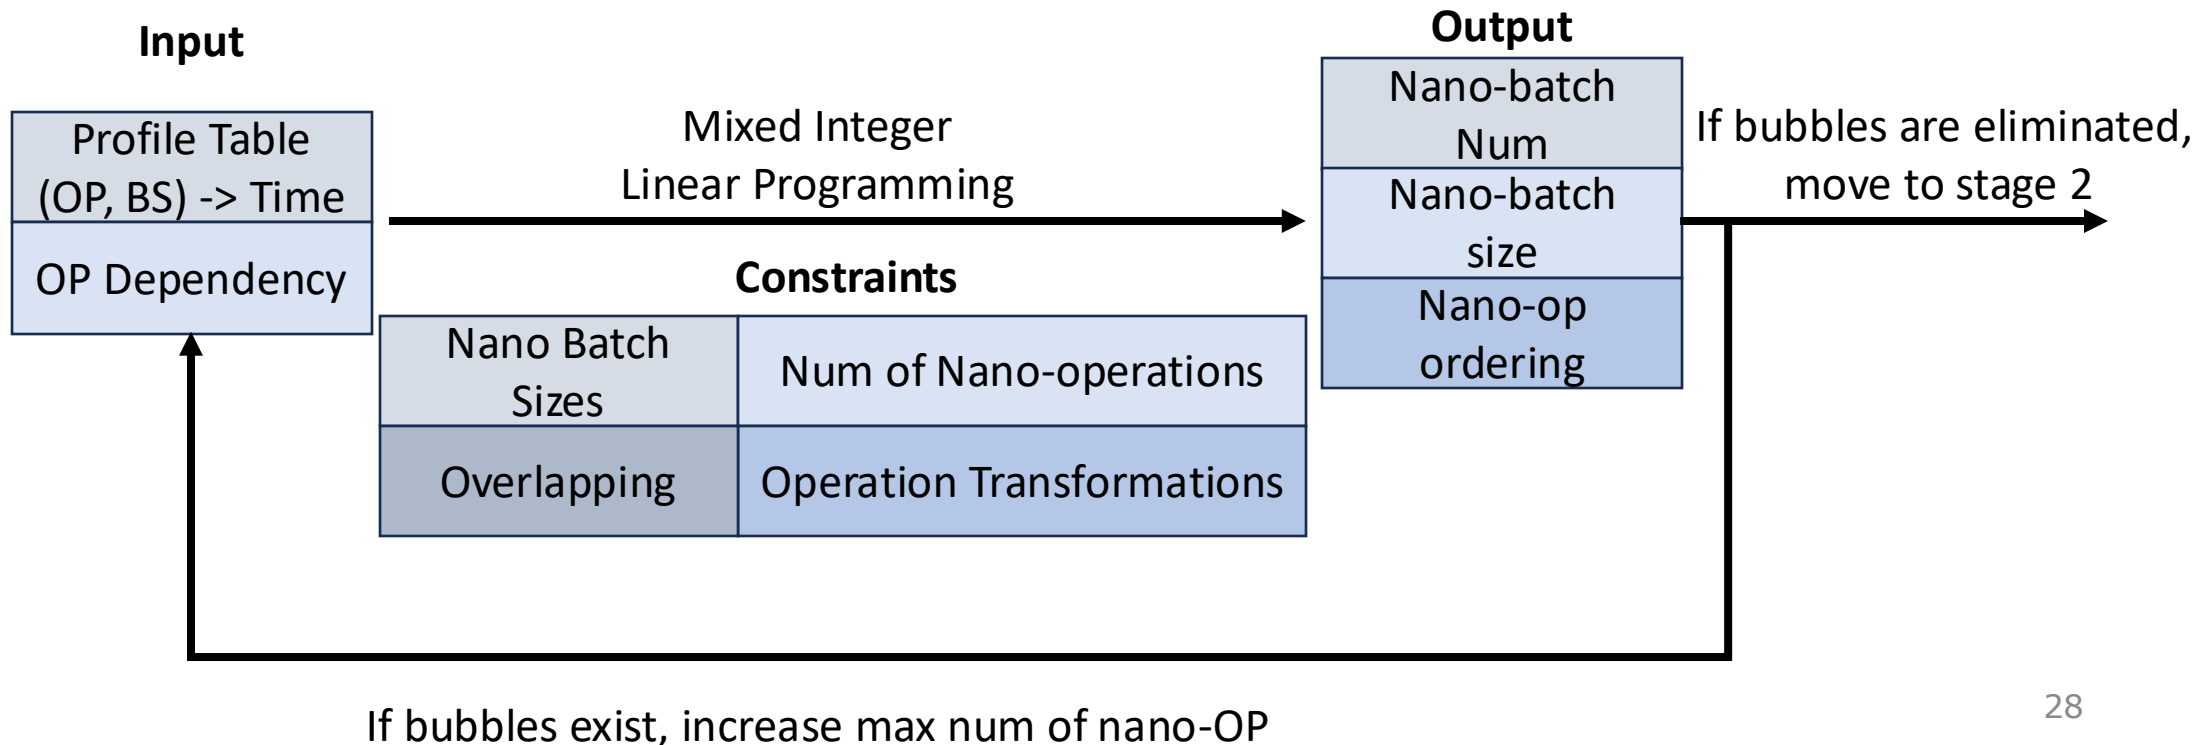 Input
Profile Table
(OP, BS) -> Time
OP Dependency
Mixed Integer
Linear Programming
Constraints
Nano Batch
Sizes
Num of Nano-operations
Overlapping
Operation Transformations
Output
Nano-batch
Num
Nano-batch
size
Nano-op
ordering
If bubbles are eliminated,
move to stage 2
If bubbles exist, increase max num of nano-OP
28